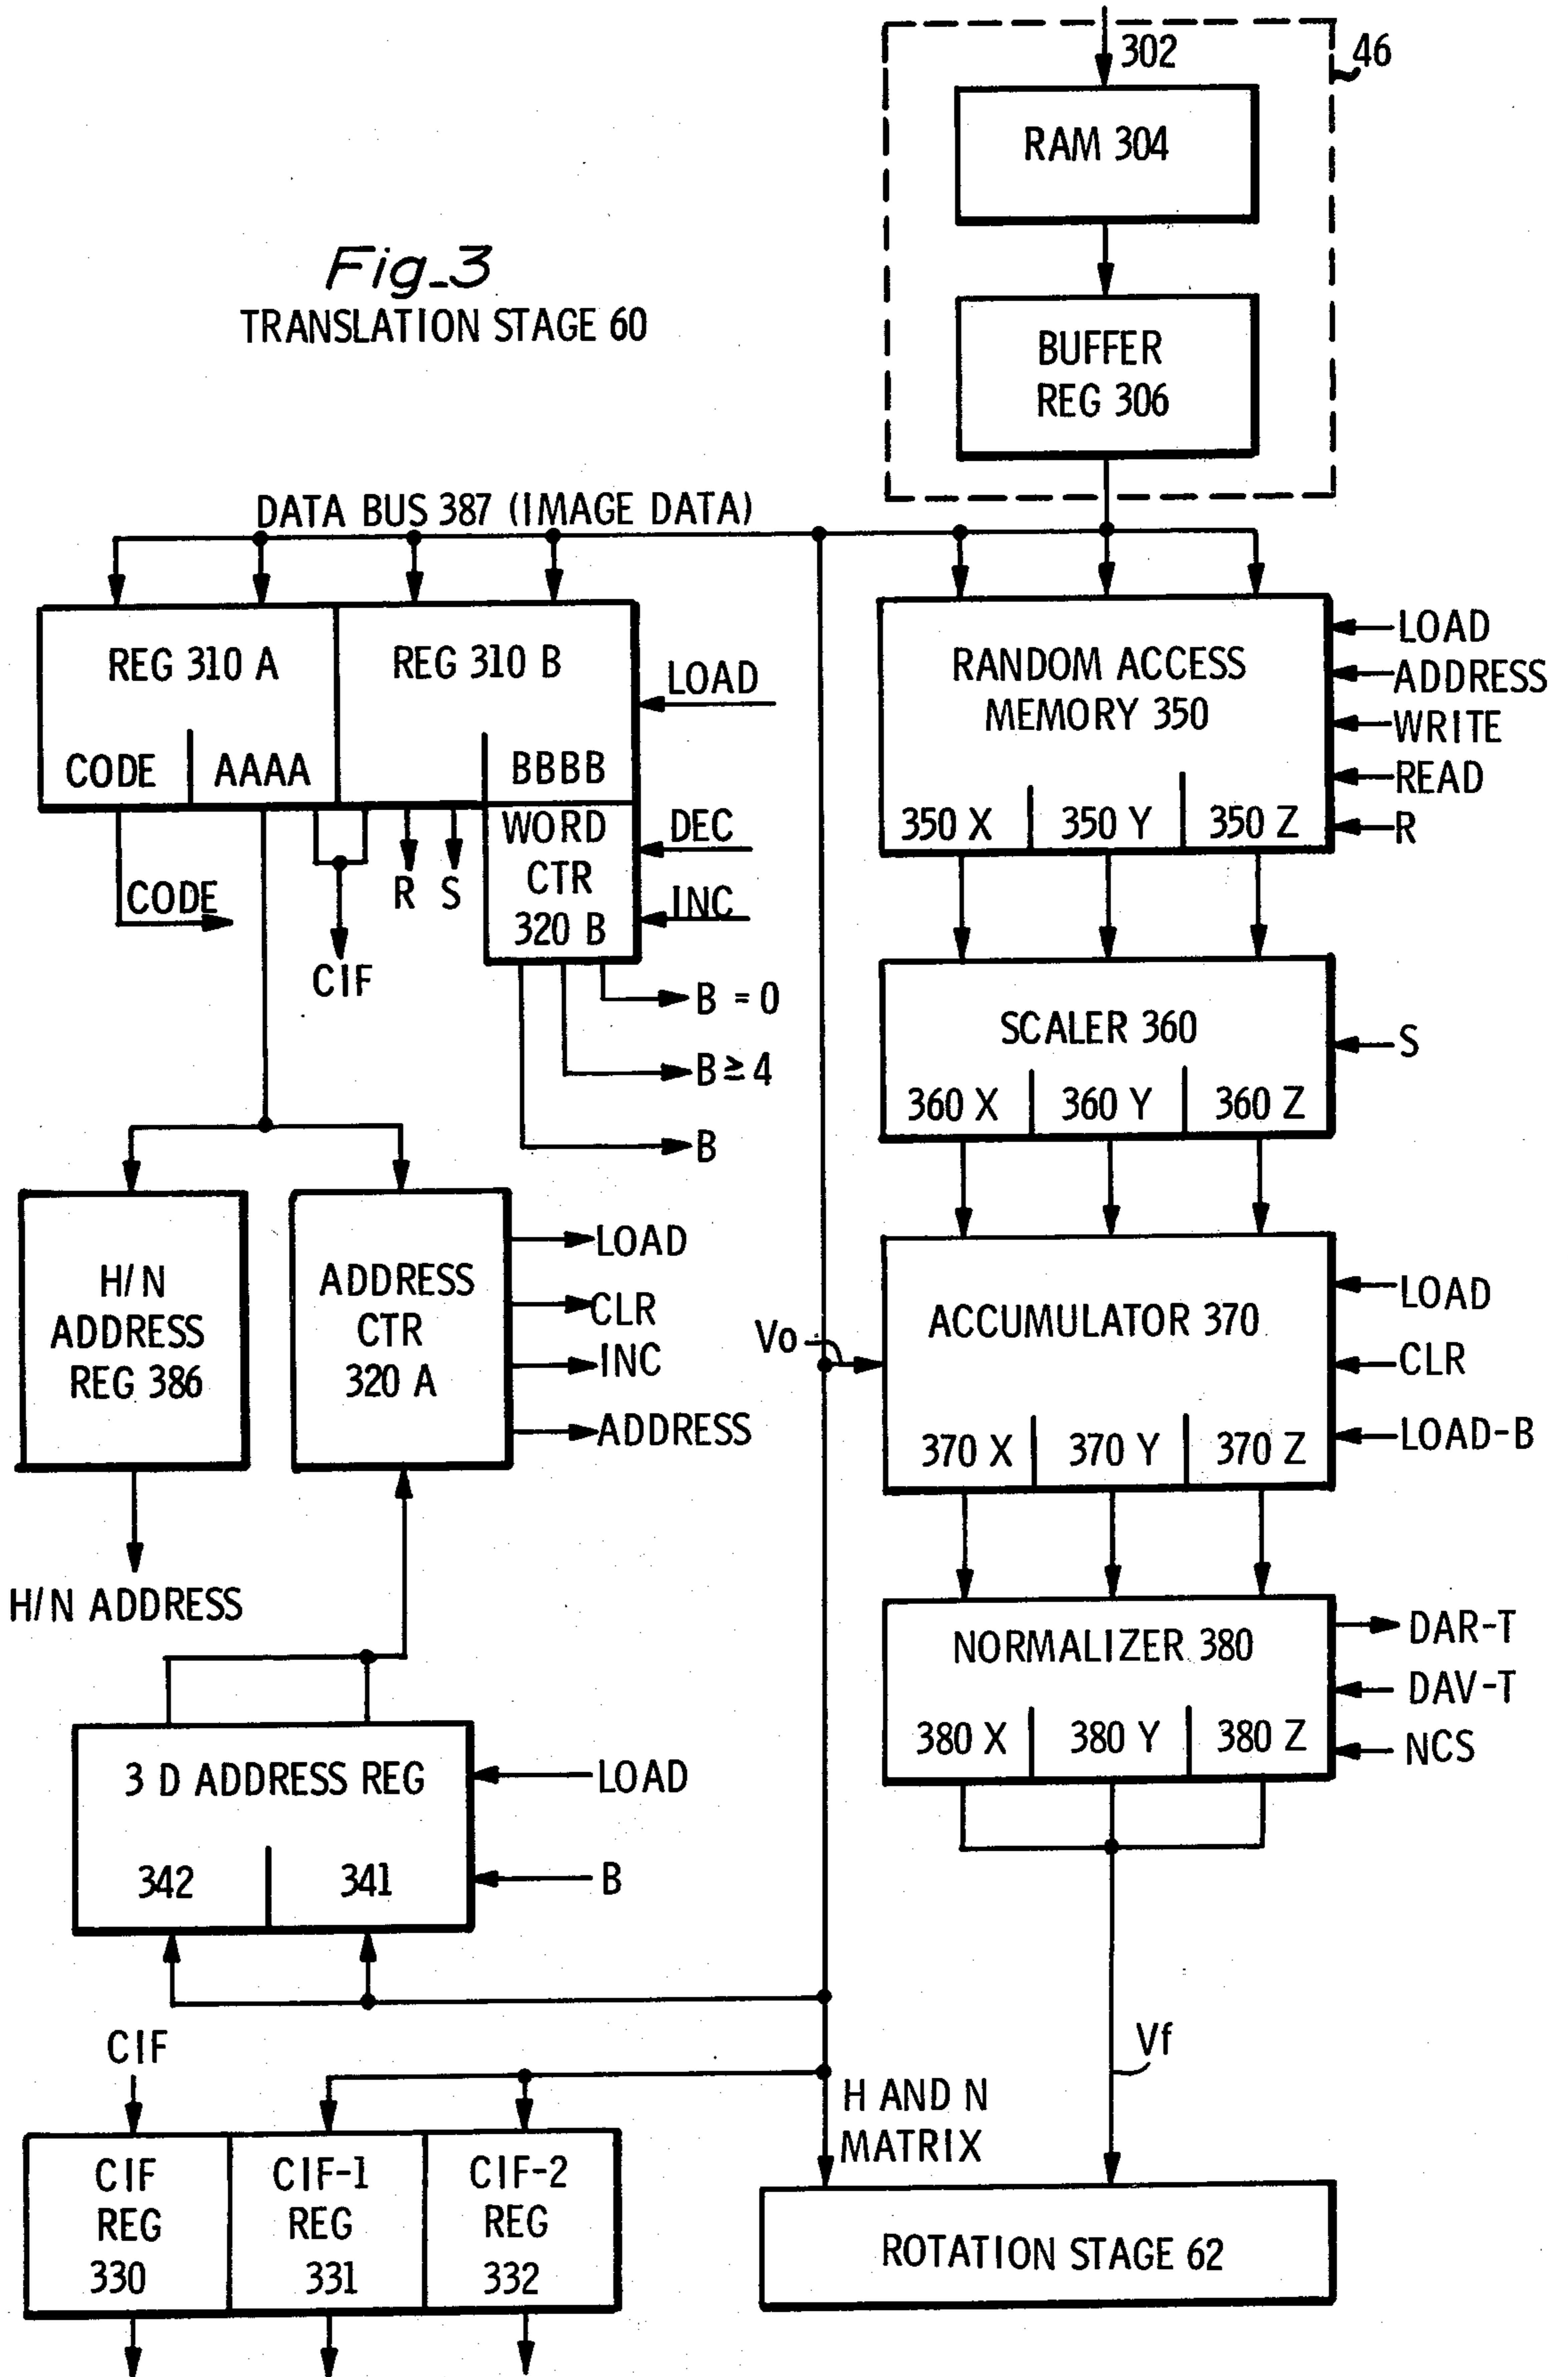 302
46
RAM 304
BUFFER
REG 306
Fig_3
TRANSLATION STAGE 60
DATA BUS 387 (IMAGE DATA)
REG 310 A
REG 310 B
CODE
AAAA
BBBB
LOAD
WORD
CTR
320 B
DEC
INC
CODE
CIF
R
S
B = 0
B ≥ 4
B
RANDOM ACCESS
MEMORY 350
350 X
350 Y
350 Z
LOAD
ADDRESS
WRITE
READ
R
SCALER 360
360 X
360 Y
360 Z
S
H/N
ADDRESS
REG 386
ADDRESS
CTR
320 A
LOAD
CLR
INC
ADDRESS
Vo
ACCUMULATOR 370
370 X
370 Y
370 Z
LOAD
CLR
LOAD-B
H/N ADDRESS
NORMALIZER 380
380 X
380 Y
380 Z
DAR-T
DAV-T
NCS
3 D ADDRESS REG
342
341
LOAD
B
CIF
Vf
H AND N
MATRIX
CIF
REG
330
CIF-1
REG
331
CIF-2
REG
332
ROTATION STAGE 62